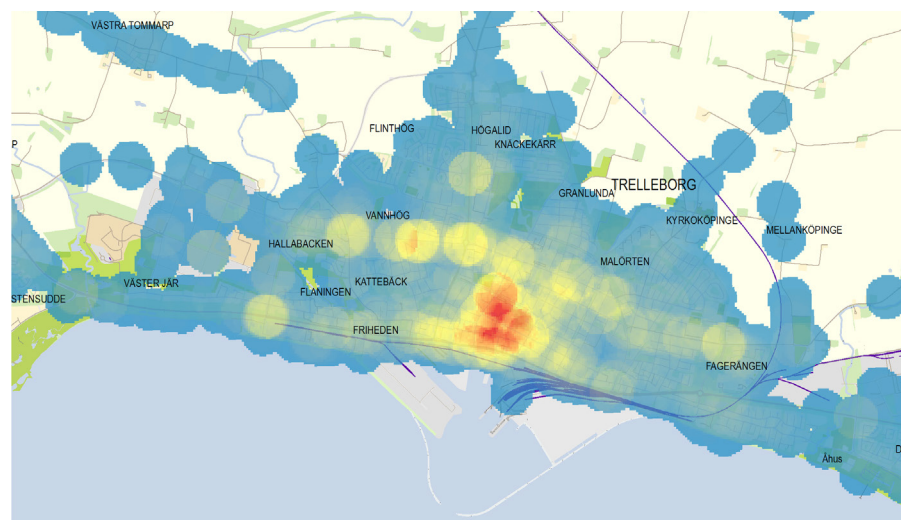 VÄSTRA TOMMARP
FLINTHÖG
HÖGALID
KNÄCKEKÄRR
P
TRELLEBORG
GRANLUNDA
VANNHÖG
KYRKOKÖPINGE
MELLANKÖPINGE
HALLABACKEN
MALÖRTEN
VÄSTER JÄR
KATTEBÄCK
FLANINGEN
STENSUDDE
FRIHEDEN
FAGERÄNGEN
D
Åhus